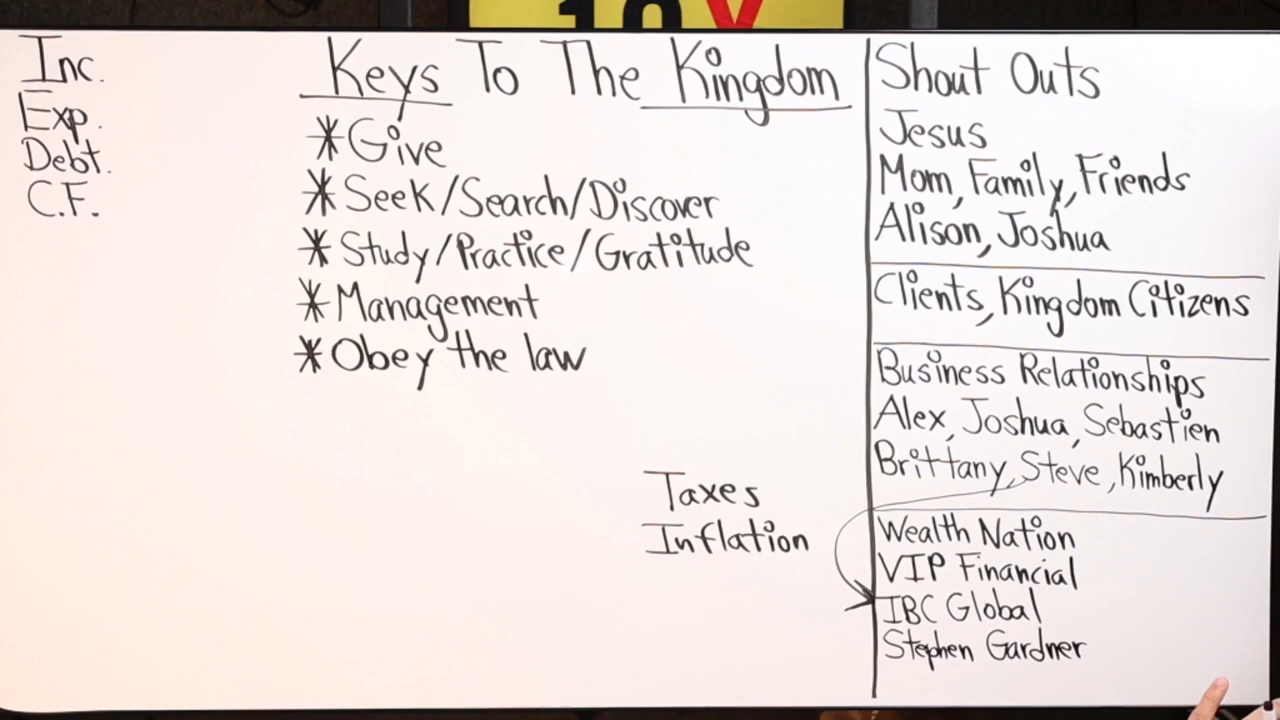 10X
Inc.
Exp.
Debt.
C.F.
Keys To The Kingdom
*Give
*Seek/Search/Discover
*Study/Practice/Gratitude
*Management
*Obey the law
Taxes
Inflation
Shout Outs
Jesus
Mom, Family, Friends
Alison, Joshua
Clients, Kingdom Citizens
Business Relationships
Alex, Joshua, Sebastien
Brittany, Steve, Kimberly
Wealth Nation
VIP Financial
IBC Global
Stephen Gardner